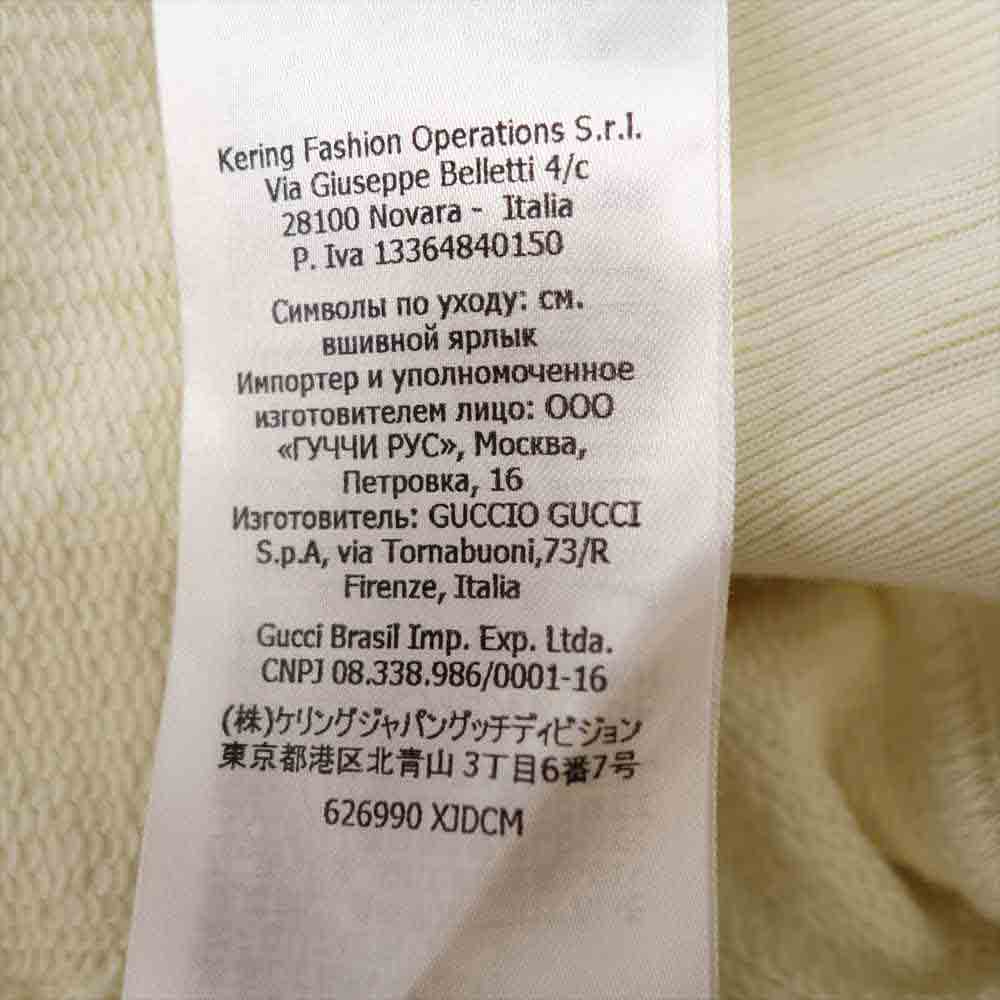 Kering Fashion Operations S.r.l.
Via Giuseppe Belletti 4/c
28100 Novara - Italia
P. Iva 13364840150
Символы по уходу: см.
вшивной ярлык
Импортер и уполномоченное
изготовителем лицо: ООО
«ГУЧЧИ РУС», Москва,
Петровка, 16
Изготовитель: GUCCIO GUCCI
S.p.A, via Tornabuoni,73/R
Firenze, Italia
Gucci Brasil Imp. Exp. Ltda.
CNPJ 08.338.986/0001-16
(株)ケリングジャパングッチディビジョン
東京都港区北青山 3丁目6番7号
626990 XJDCM